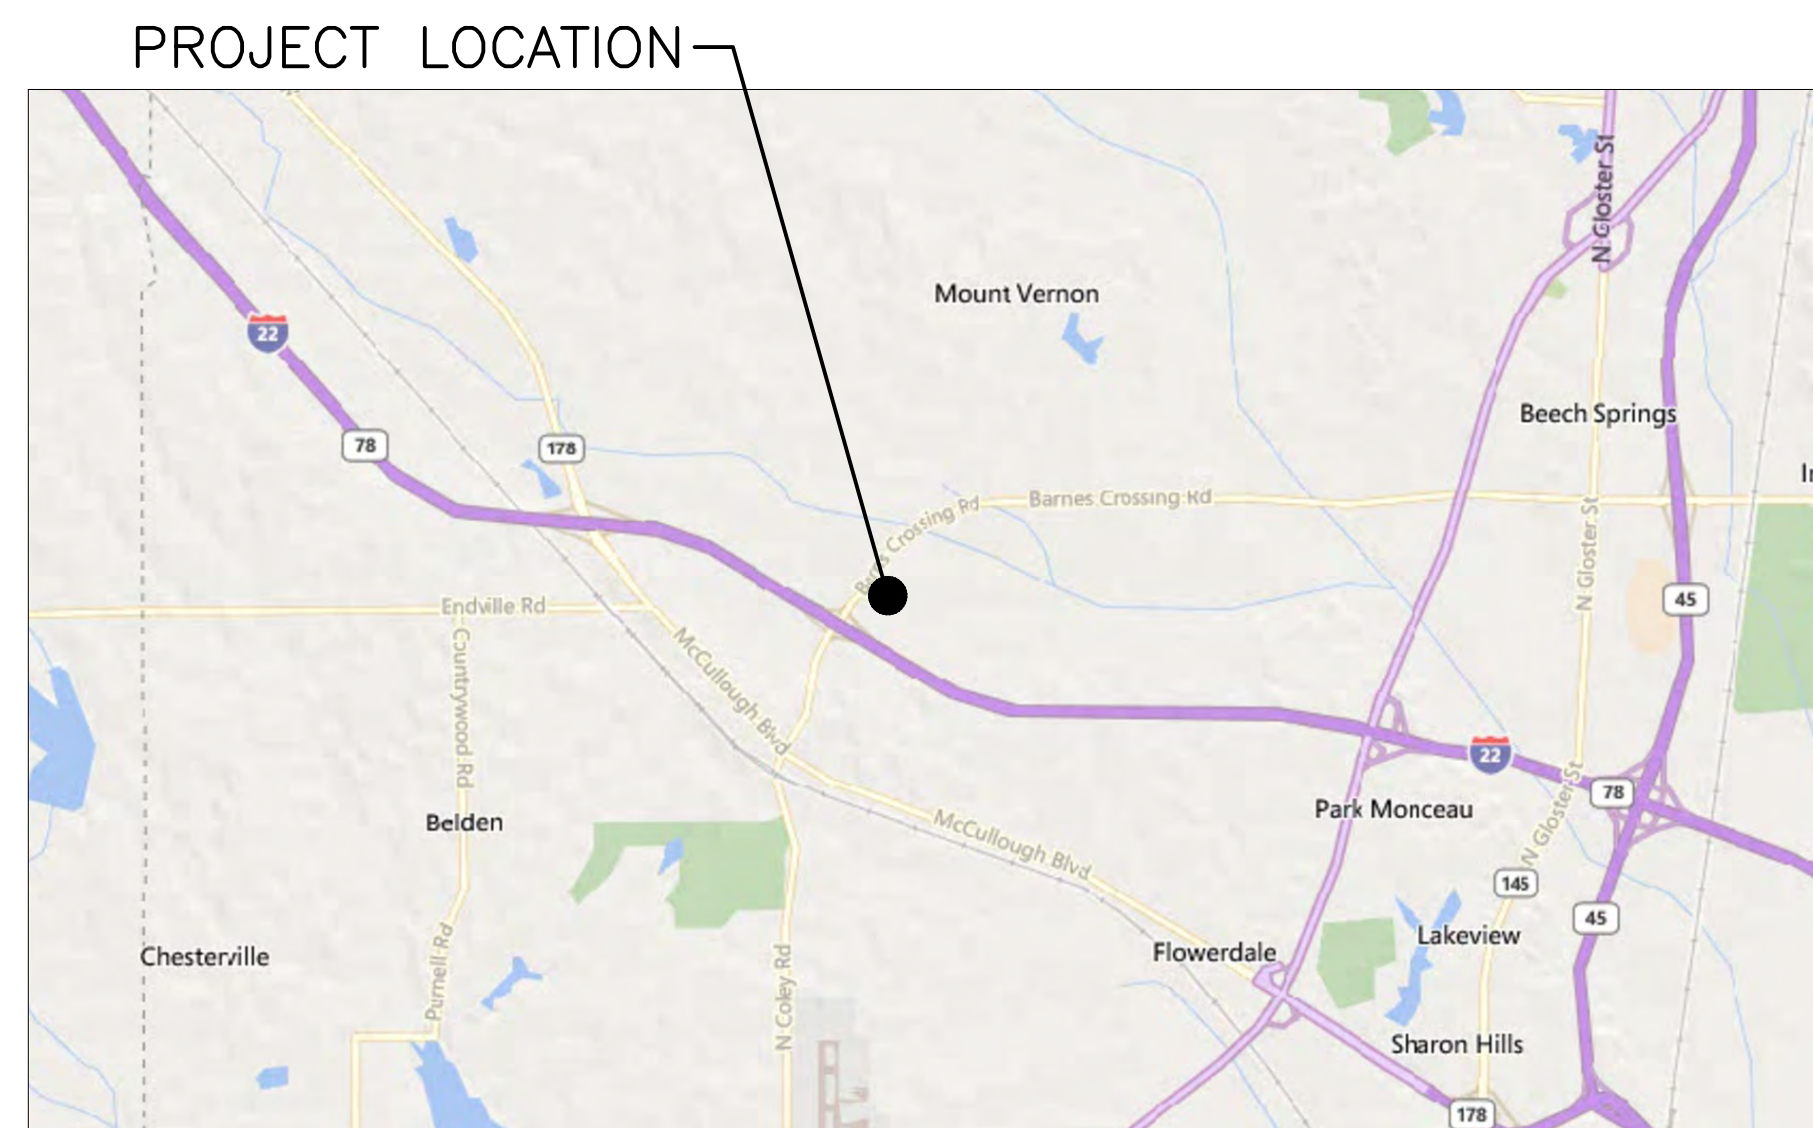 PROJECT LOCATION
N Gloster St
Mount Vernon
22
Beech Springs
78
178
Barnes Crossing Rd
Crossing Rd
N Gloster St
45
Endville Rd
Countrywood Rd
McCullough Blvd
22
78
Park Monceau
Belden
McCullough Blvd
N Gloster St
145
45
Lakeview
Chesterville
Purnell Rd
Flowerdale
N Coley Rd
Sharon Hills
178